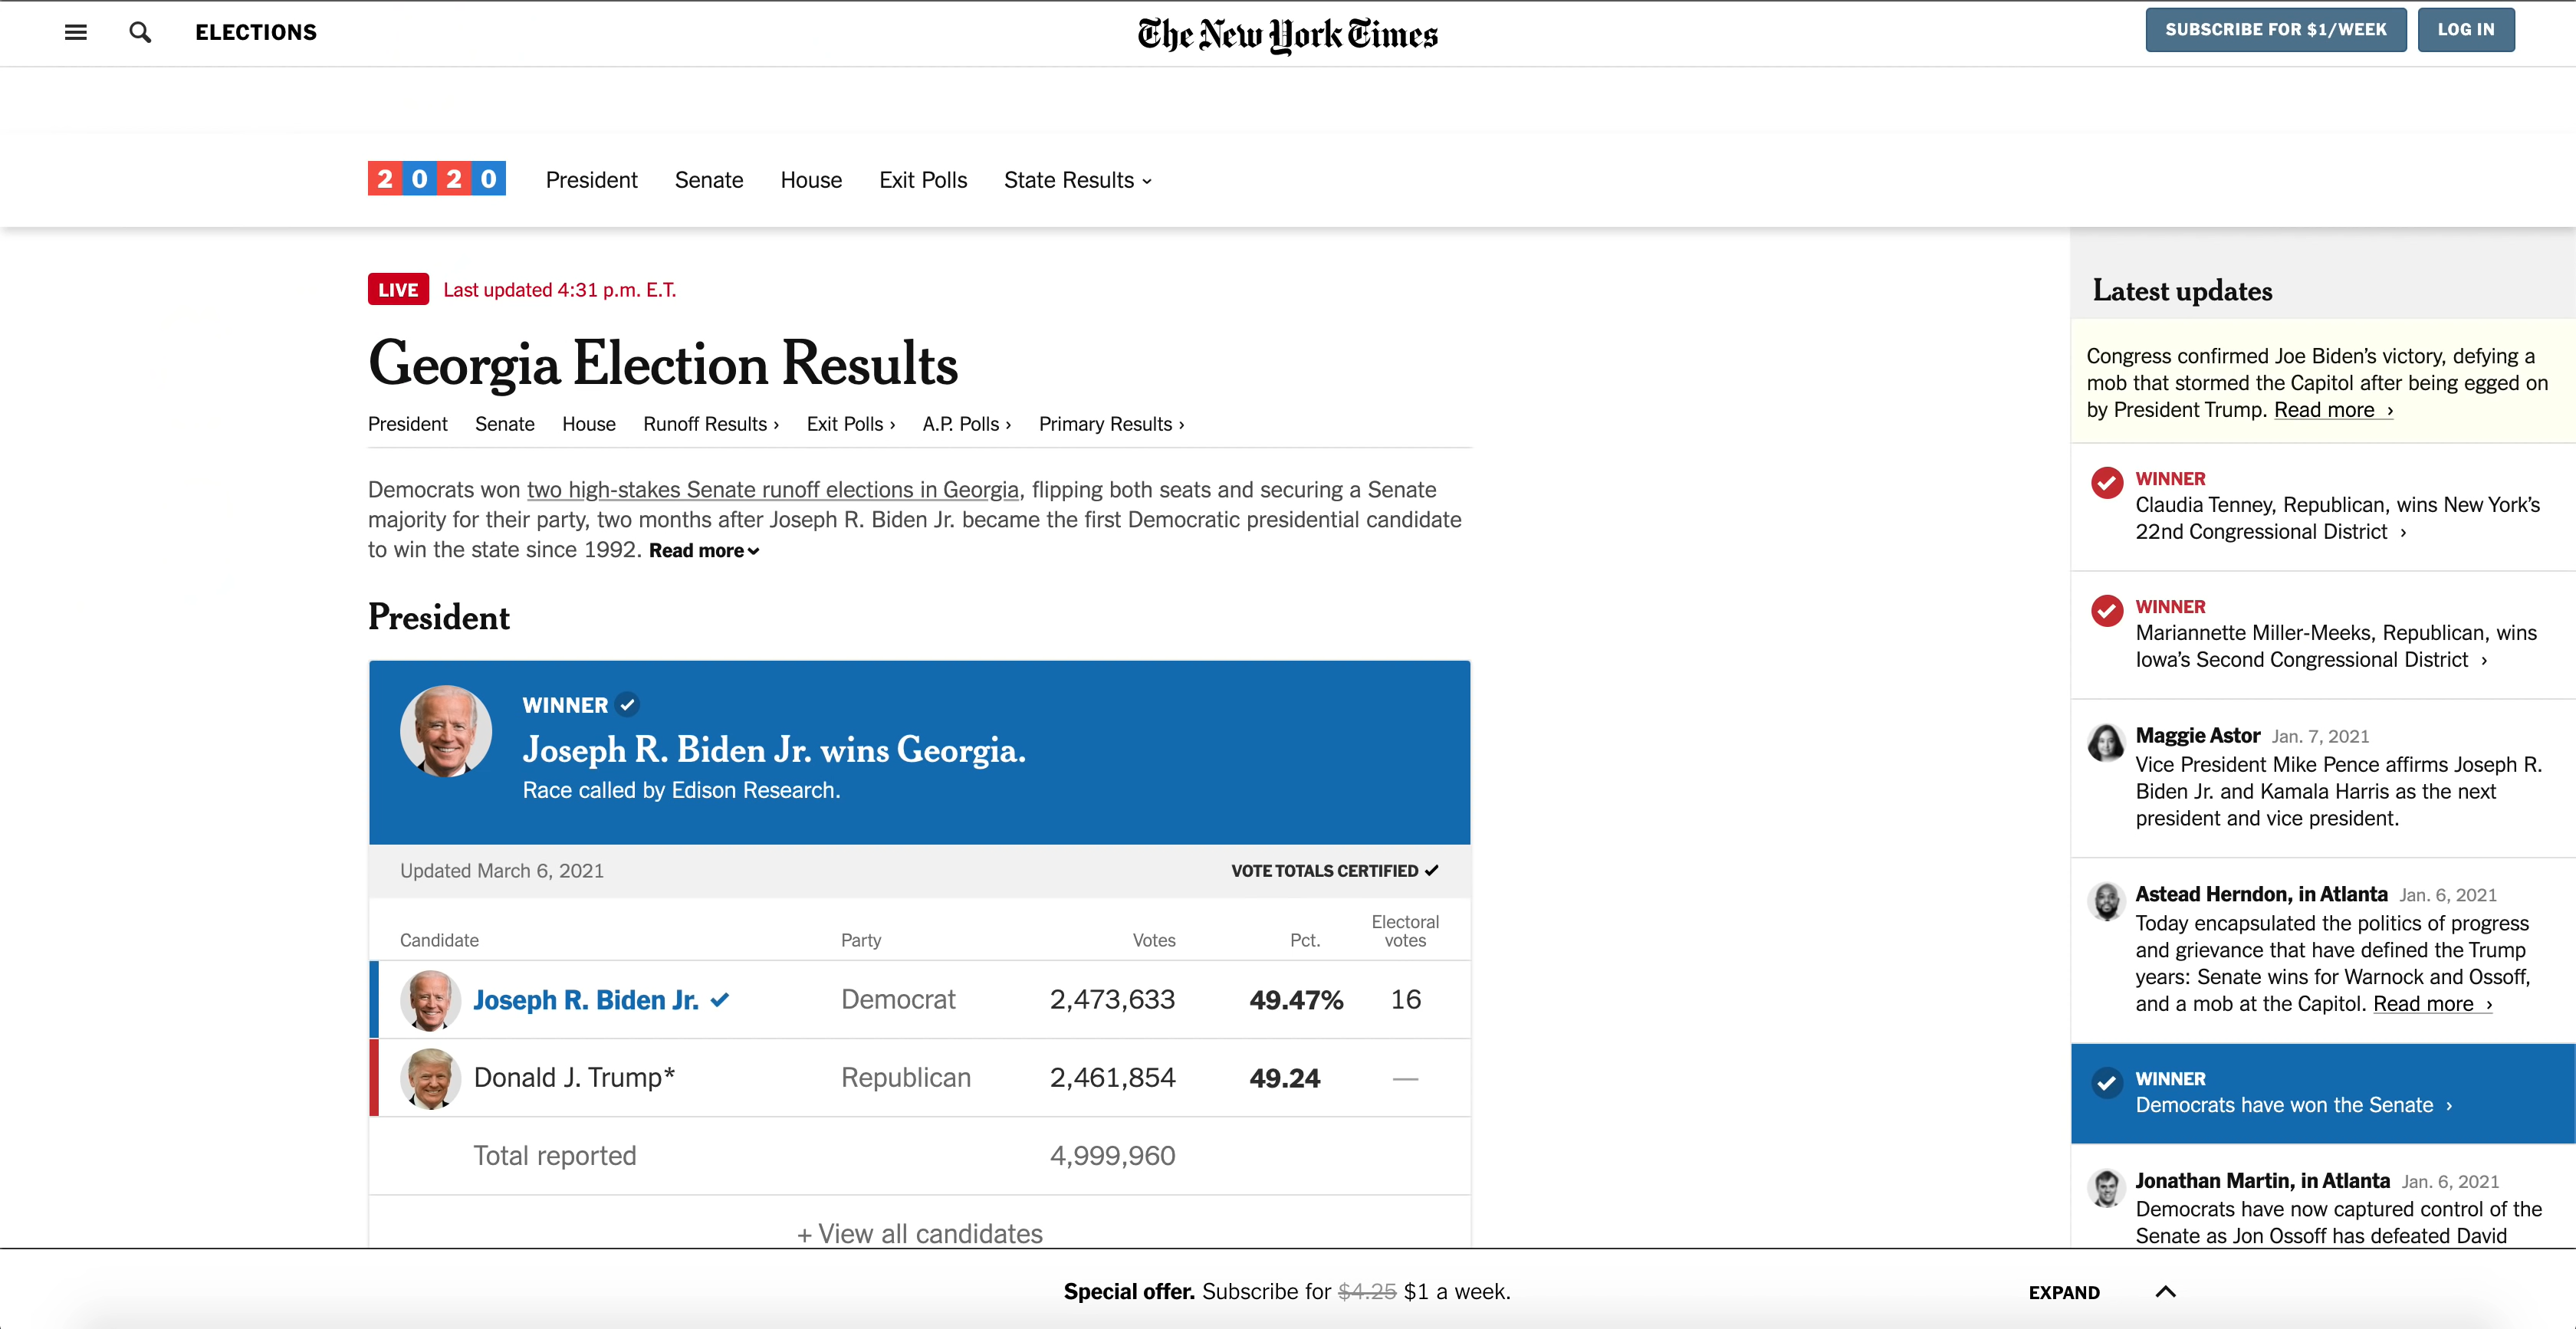 ELECTIONS
The New York Times
SUBSCRIBE FOR $1/WEEK
LOG IN
2020
President Senate House Exit Polls State Results
LIVE Last updated 4:31 p.m. E.T.
Georgia Election Results
President Senate House Runoff Results › Exit Polls › A.P. Polls › Primary Results ›
Democrats won two high-stakes Senate runoff elections in Georgia, flipping both seats and securing a Senate
majority for their party, two months after Joseph R. Biden Jr. became the first Democratic presidential candidate
to win the state since 1992. Read more
President
WINNER
Joseph R. Biden Jr. wins Georgia.
Race called by Edison Research.
Updated March 6, 2021 VOTE TOTALS CERTIFIED ✔
Candidate Party Votes Pct. Electoral
votes
Joseph R. Biden Jr. ✔ Democrat 2,473,633 49.47% 16
Donald J. Trump* Republican 2,461,854 49.24 —
Total reported 4,999,960
+ View all candidates
Latest updates
Congress confirmed Joe Biden’s victory, defying a
mob that stormed the Capitol after being egged on
by President Trump. Read more ›
WINNER
Claudia Tenney, Republican, wins New York’s
22nd Congressional District ›
WINNER
Mariannette Miller-Meeks, Republican, wins
Iowa’s Second Congressional District ›
Maggie Astor Jan. 7, 2021
Vice President Mike Pence affirms Joseph R.
Biden Jr. and Kamala Harris as the next
president and vice president.
Astead Herndon, in Atlanta Jan. 6, 2021
Today encapsulated the politics of progress
and grievance that have defined the Trump
years: Senate wins for Warnock and Ossoff,
and a mob at the Capitol. Read more ›
WINNER
Democrats have won the Senate ›
Jonathan Martin, in Atlanta Jan. 6, 2021
Democrats have now captured control of the
Senate as Jon Ossoff has defeated David
Special offer. Subscribe for $4.25 $1 a week.
EXPAND